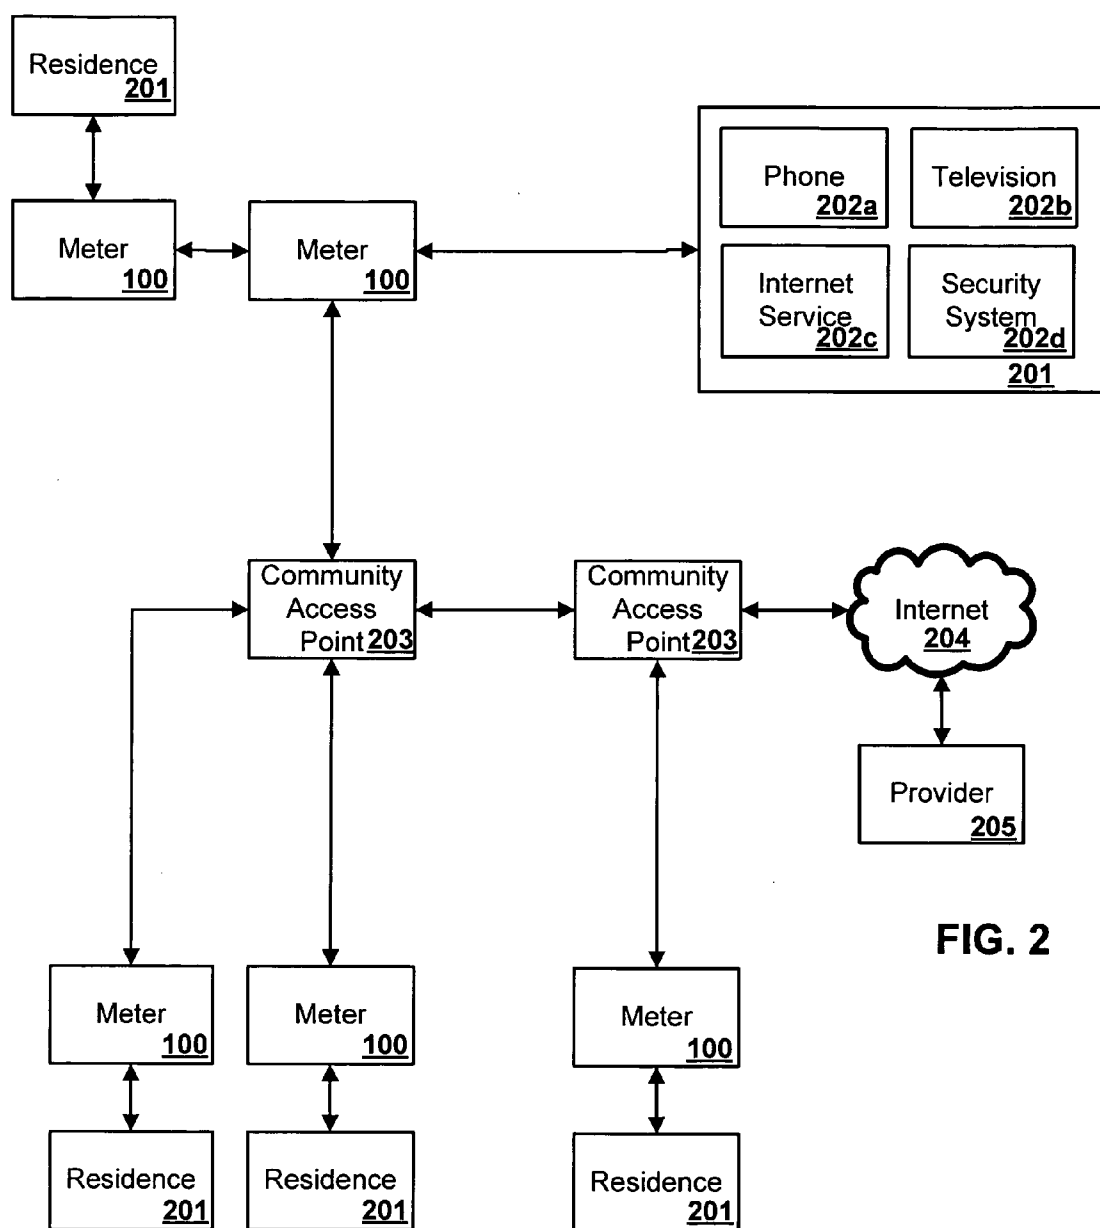 Residence
201
Phone
202a
Television
202b
Meter
100
Meter
100
Internet
Service
202c
Security
System
202d
201
Community
Access
Point 203
Community
Access
Point 203
Internet
204
Provider
205
FIG. 2
Meter
100
Meter
100
Meter
100
Residence
201
Residence
201
Residence
201